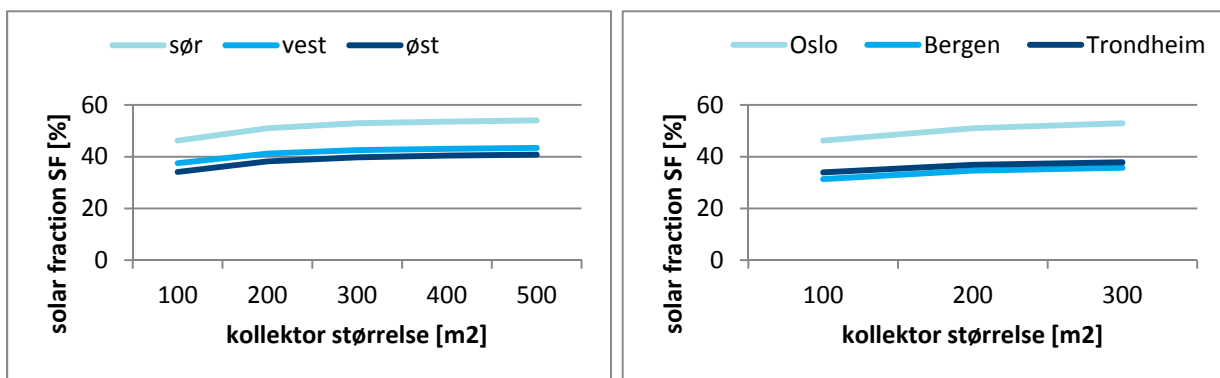 sør vest øst
60
40
20
0
100 200 300 400 500
solar fraction SF [%]
kollektor størrelse [m2]
Oslo Bergen Trondheim
60
40
20
0
100 200 300
solar fraction SF [%]
kollektor størrelse [m2]